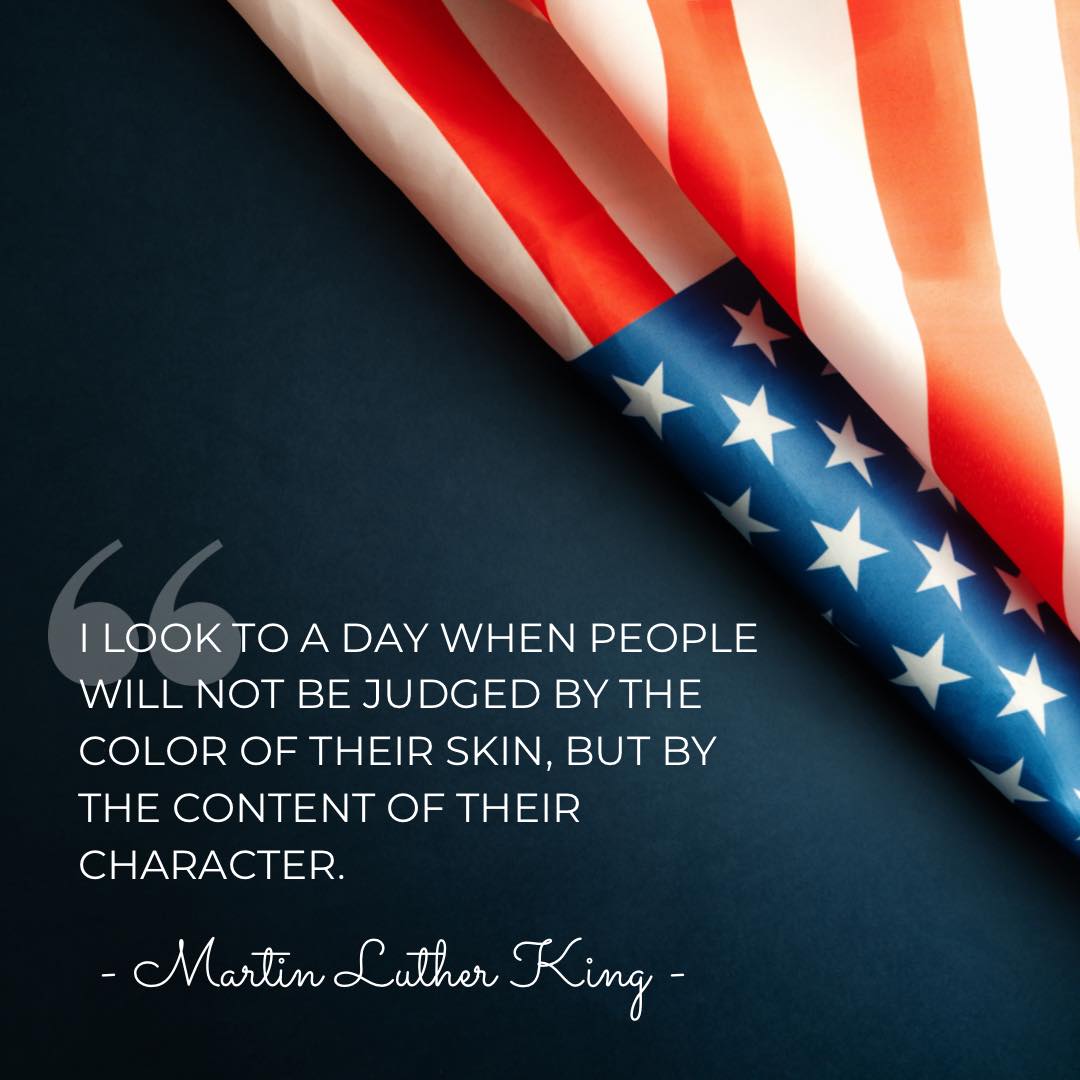 I LOOK TO A DAY WHEN PEOPLE
WILL NOT BE JUDGED BY THE
COLOR OF THEIR SKIN, BUT BY
THE CONTENT OF THEIR
CHARACTER.
- Martin Luther King -